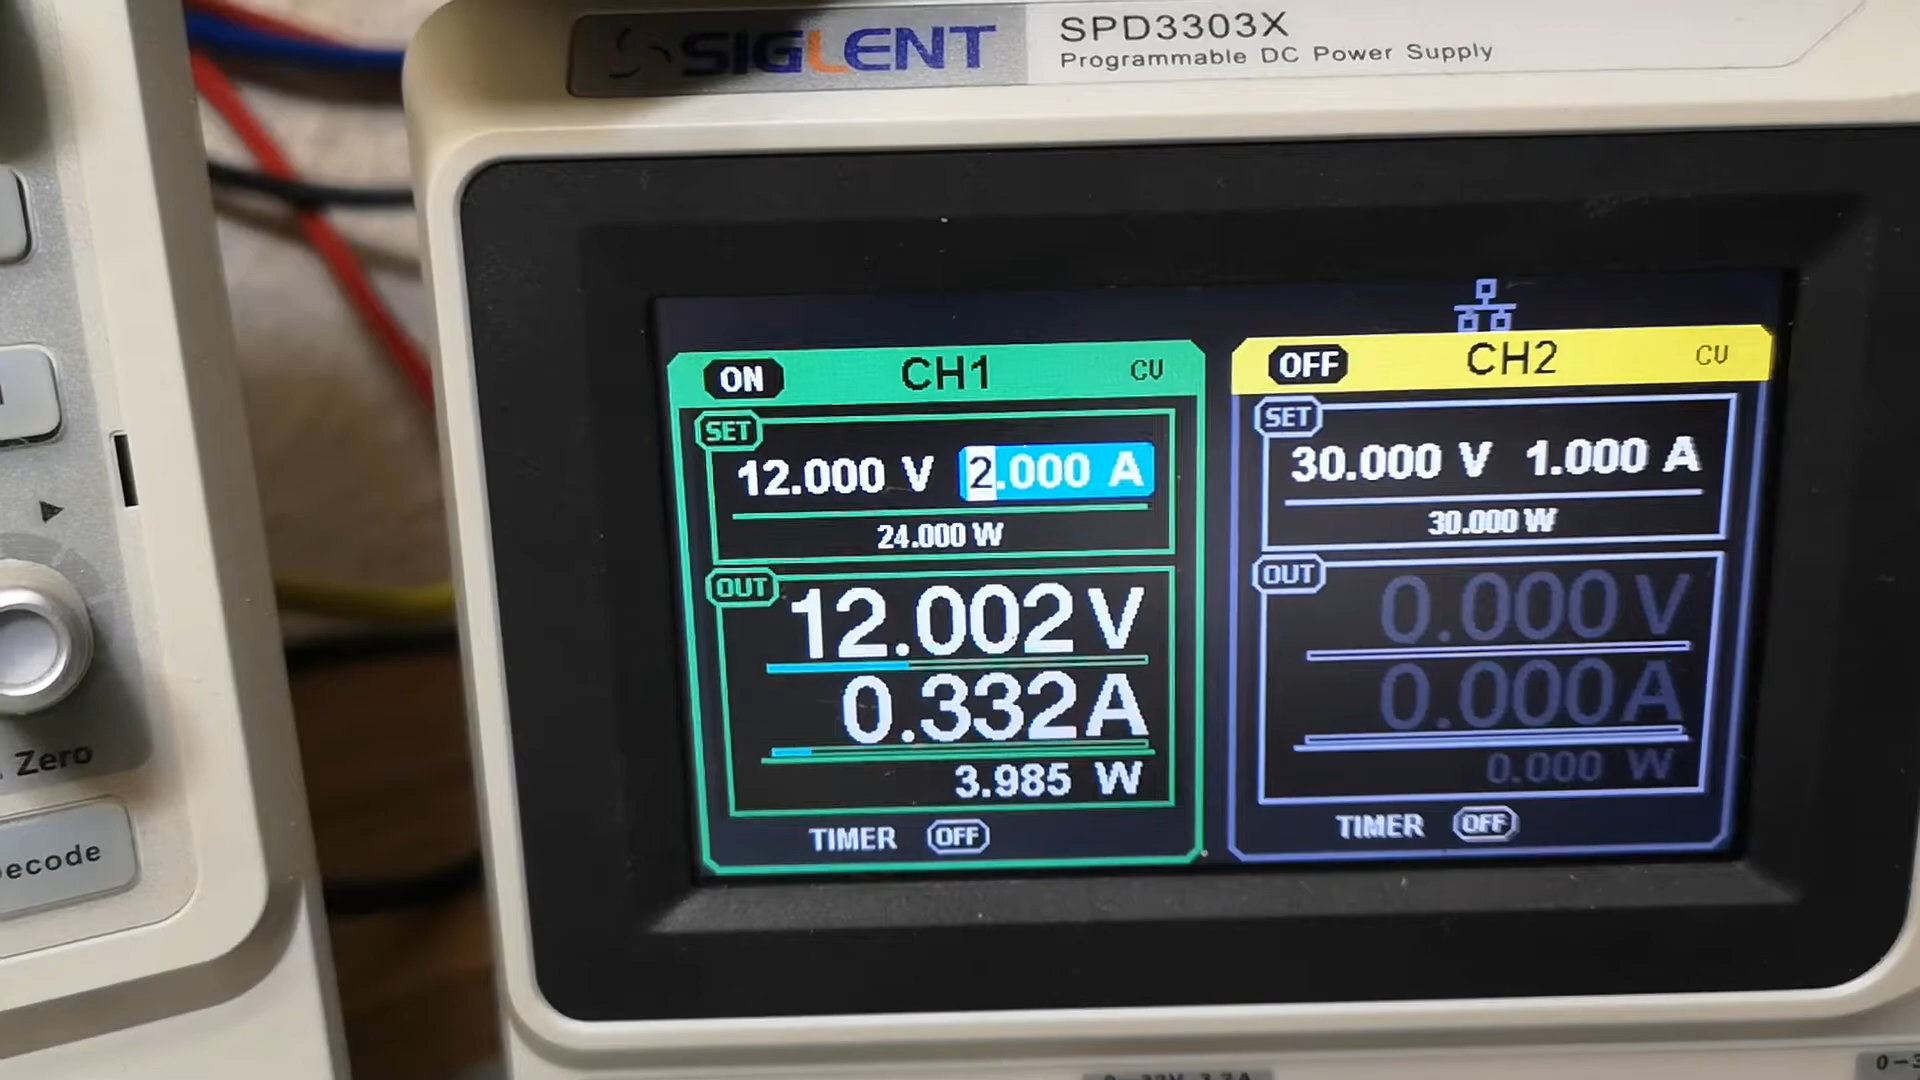 SIGLENT
SPD3303X
Programmable DC Power Supply
ON CH1 CV
SET
12.000 V 2.000 A
24.000 W
OUT
12.002 V
0.332 A
3.985 W
TIMER OFF
OFF CH2 CV
SET
30.000 V 1.000 A
30.000 W
OUT
0.000 V
0.000 A
0.000 W
TIMER OFF
Zero
ecode